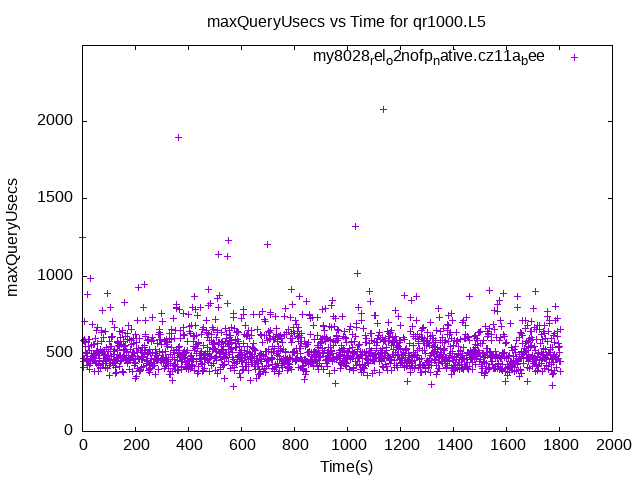 maxQueryUsecs vs Time for qr1000.L5
my8028relo2nofpnative.cz11abee
maxQueryUsecs
2000
1500
1000
500
0
0 200 400 600 800 1000 1200 1400 1600 1800 2000
Time(s)